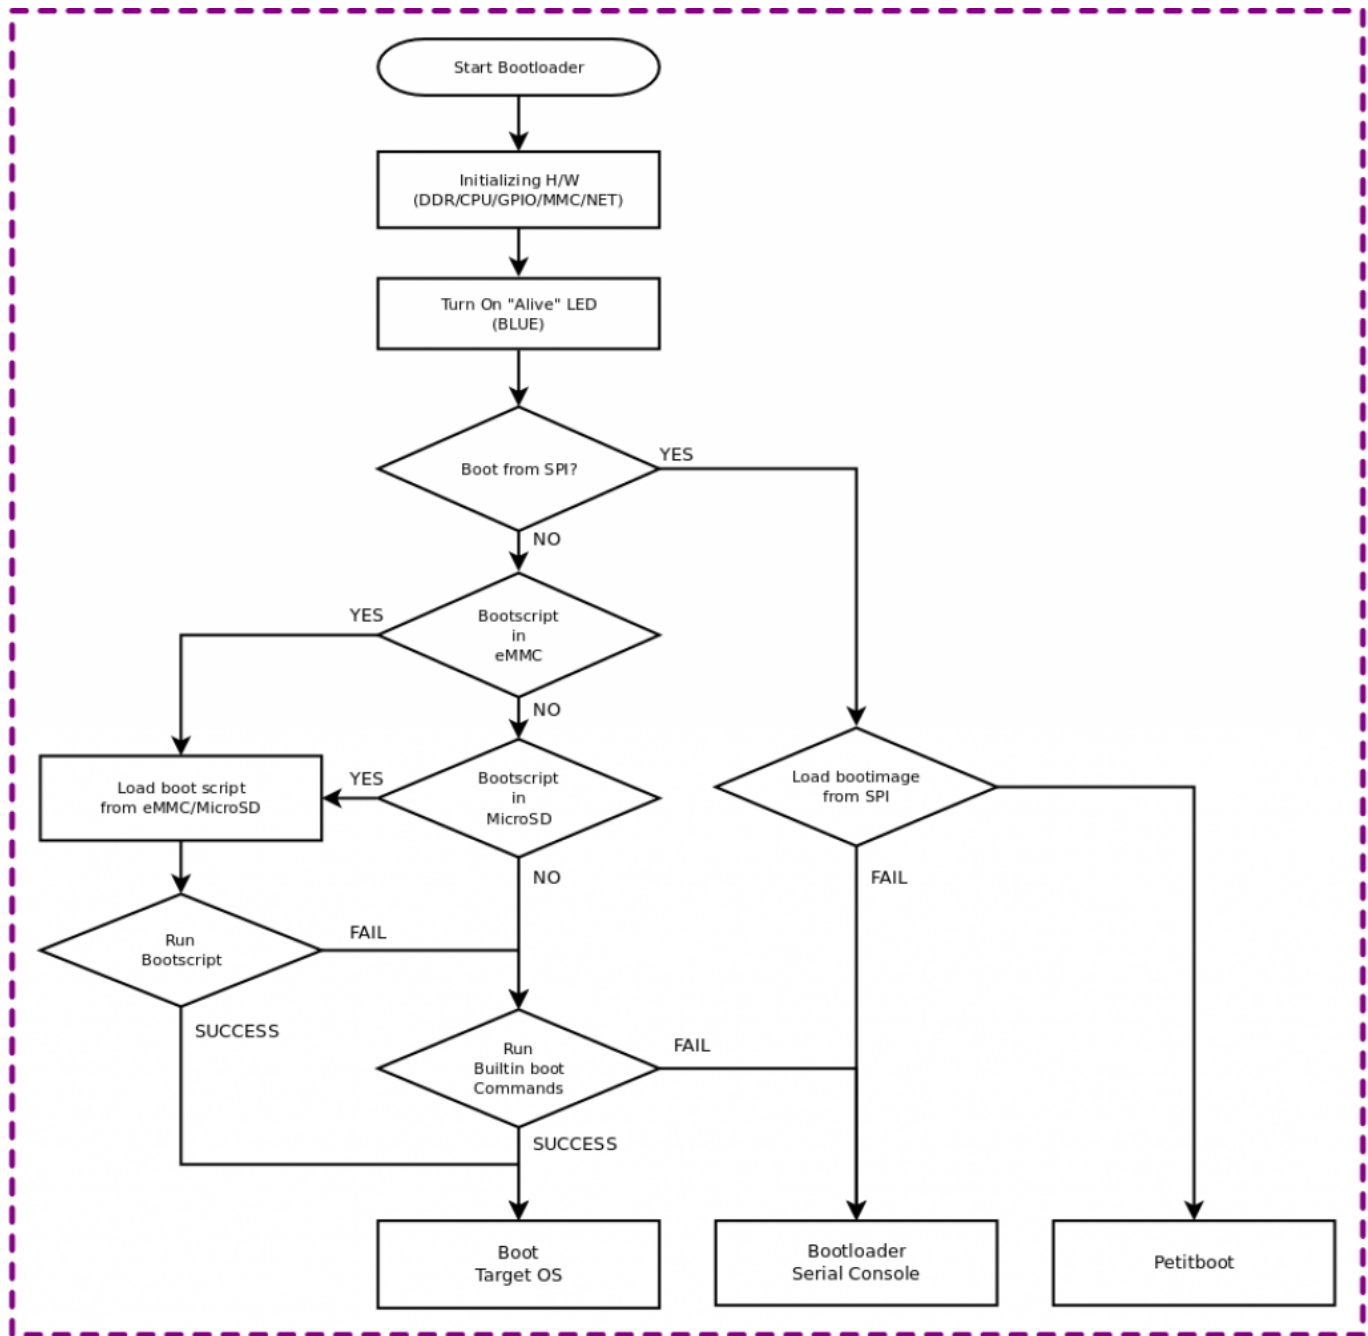 Start Bootloader
Initializing H/W
(DDR/CPU/GPIO/MMC/NET)
Turn On "Alive" LED
(BLUE)
Boot from SPI?
YES
NO
Bootscript
in
eMMC
YES
NO
Bootscript
in
MicroSD
YES
Load boot script
from eMMC/MicroSD
Load bootimage
from SPI
NO
FAIL
Run
Bootscript
FAIL
SUCCESS
Run
Builtin boot
Commands
FAIL
SUCCESS
Boot
Target OS
Bootloader
Serial Console
Petitboot